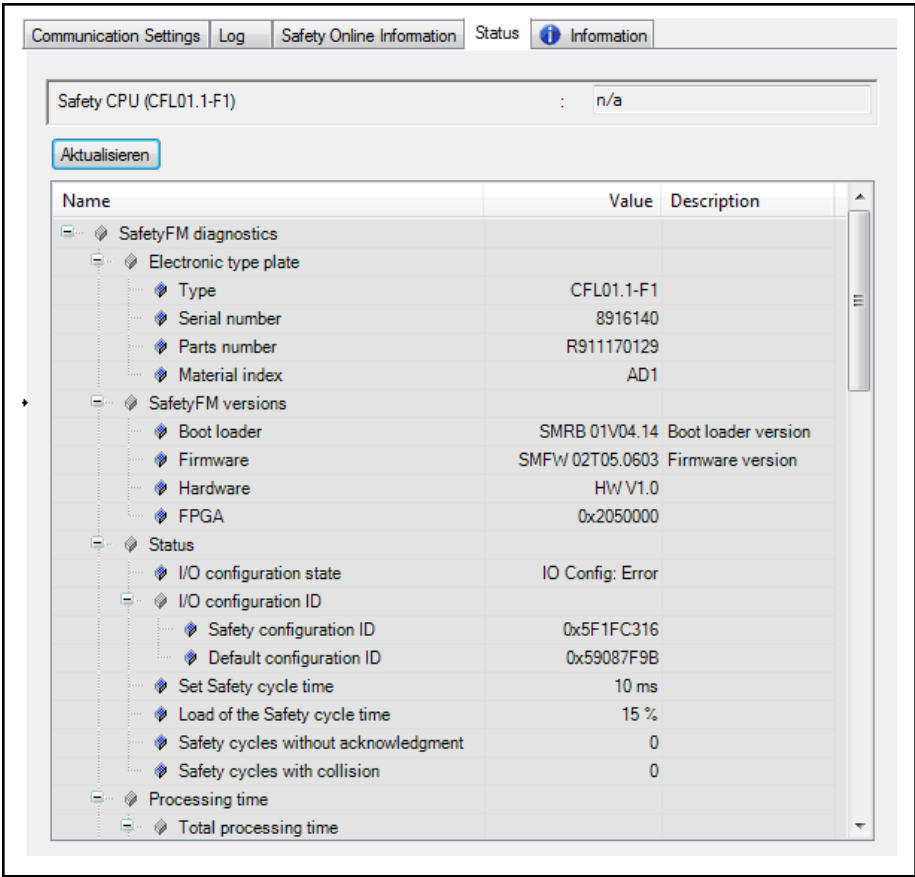 Communication Settings Log Safety Online Information Status Information
Safety CPU (CFL01.1-F1) : n/a
Aktualisieren
Name Value Description
SafetyFM diagnostics
Electronic type plate
Type CFL01.1-F1
Serial number 8916140
Parts number R911170129
Material index AD1
SafetyFM versions
Boot loader SMRB 01V04.14 Boot loader version
Firmware SMFW 02T05.0603 Firmware version
Hardware HW V1.0
FPGA 0x2050000
Status
I/O configuration state IO Config: Error
I/O configuration ID
Safety configuration ID 0x5F1FC316
Default configuration ID 0x59087F9B
Set Safety cycle time 10 ms
Load of the Safety cycle time 15 %
Safety cycles without acknowledgment 0
Safety cycles with collision 0
Processing time
Total processing time